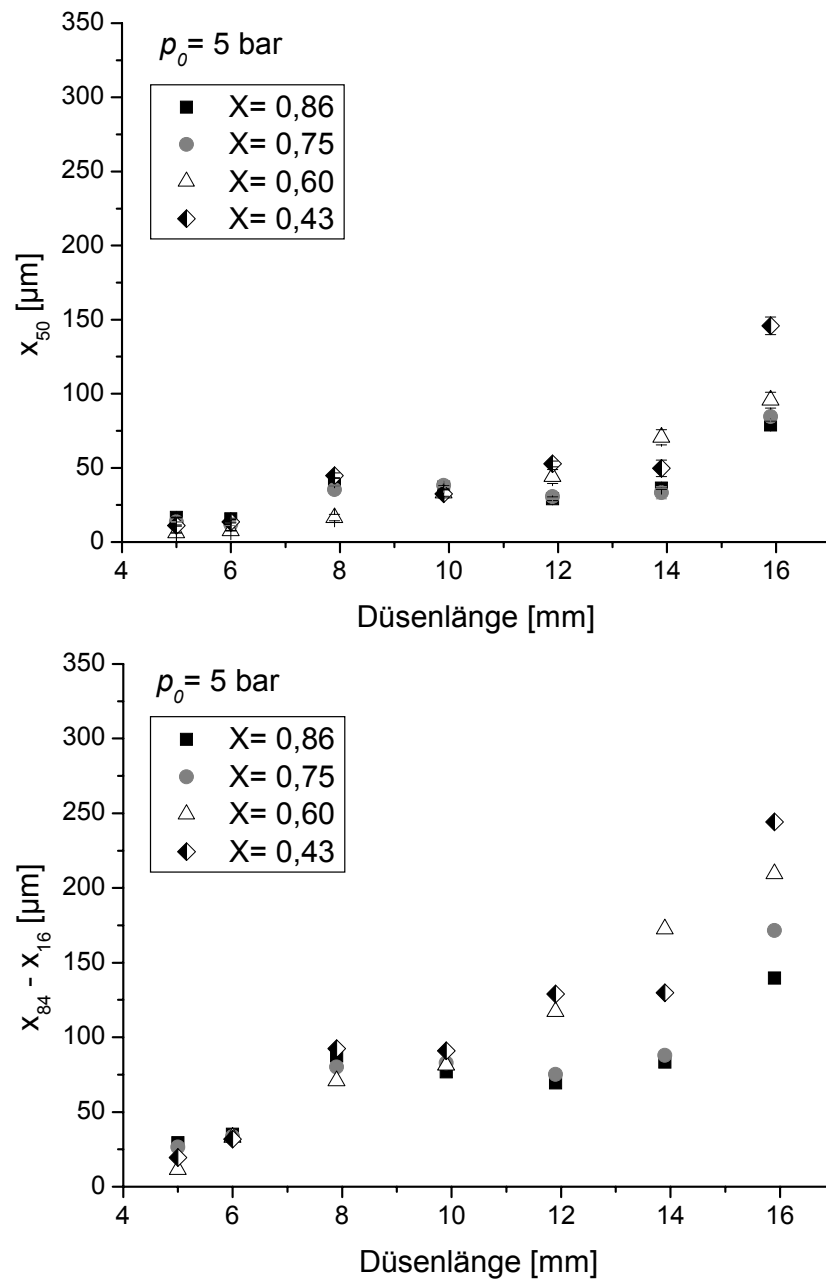 350
300
250
200
150
100
50
0
x50 [µm]
p0= 5 bar
X= 0,86
X= 0,75
X= 0,60
X= 0,43
4 6 8 10 12 14 16
Düsenlänge [mm]
350
300
250
200
150
100
50
0
x84 - x16 [µm]
p0= 5 bar
X= 0,86
X= 0,75
X= 0,60
X= 0,43
4 6 8 10 12 14 16
Düsenlänge [mm]